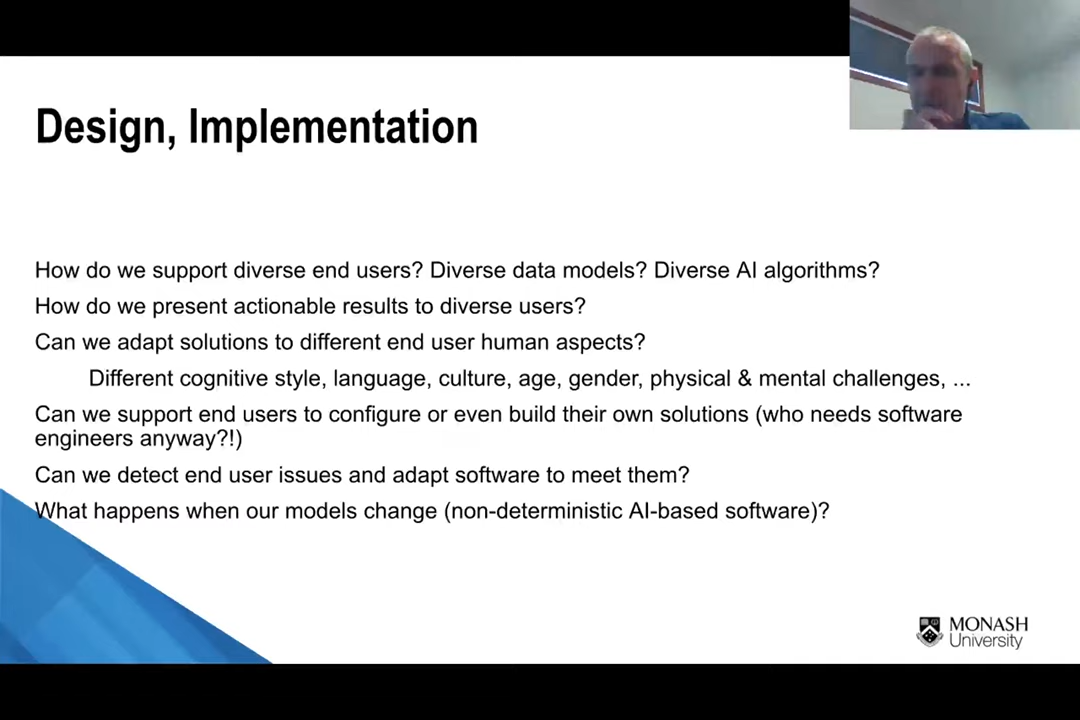 Design, Implementation
How do we support diverse end users? Diverse data models? Diverse AI algorithms?
How do we present actionable results to diverse users?
Can we adapt solutions to different end user human aspects?
Different cognitive style, language, culture, age, gender, physical & mental challenges, ...
Can we support end users to configure or even build their own solutions (who needs software
engineers anyway?!)
Can we detect end user issues and adapt software to meet them?
What happens when our models change (non-deterministic AI-based software)?
MONASH
University